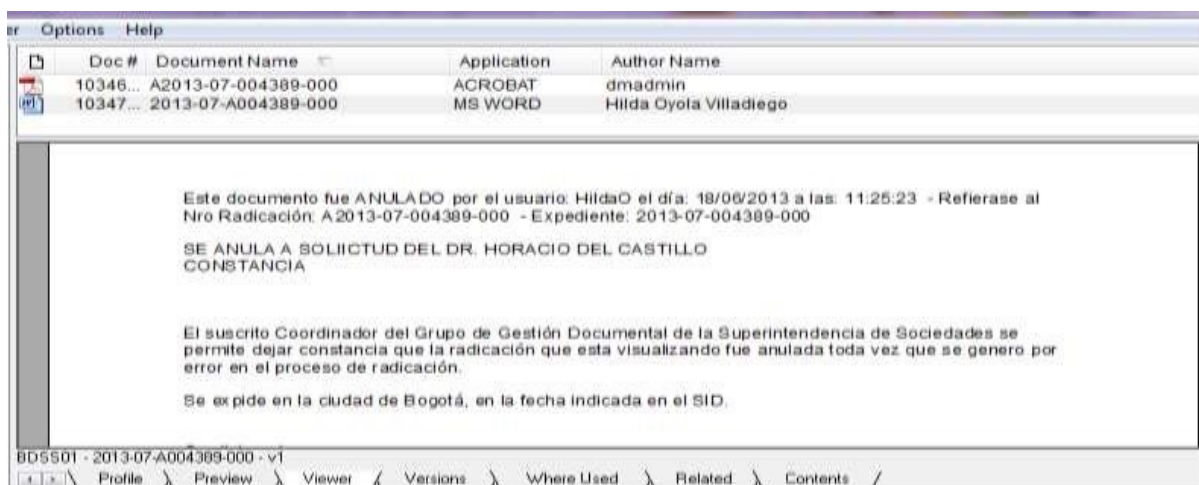 er Options Help
Doc # Document Name Application Author Name
10346... A2013-07-004389-000 ACROBAT dmadmin
10347... 2013-07-A004389-000 MS WORD Hilda Oyola Villadiego
Este documento fue ANULADO por el usuario: HildaO el día: 18/06/2013 a las: 11:25:23 - Refierase al
Nro Radicación: A2013-07-004389-000 - Expediente: 2013-07-004389-000
SE ANULA A SOLIICTUD DEL DR. HORACIO DEL CASTILLO
CONSTANCIA
El suscrito Coordinador del Grupo de Gestión Documental de la Superintendencia de Sociedades se
permite dejar constancia que la radicación que esta visualizando fue anulada toda vez que se genero por
error en el proceso de radicación.
Se expide en la ciudad de Bogotá, en la fecha indicada en el SID.
BDSS01 - 2013-07-A004389-000 - v1
Profile Preview Viewer Versions Where Used Related Contents